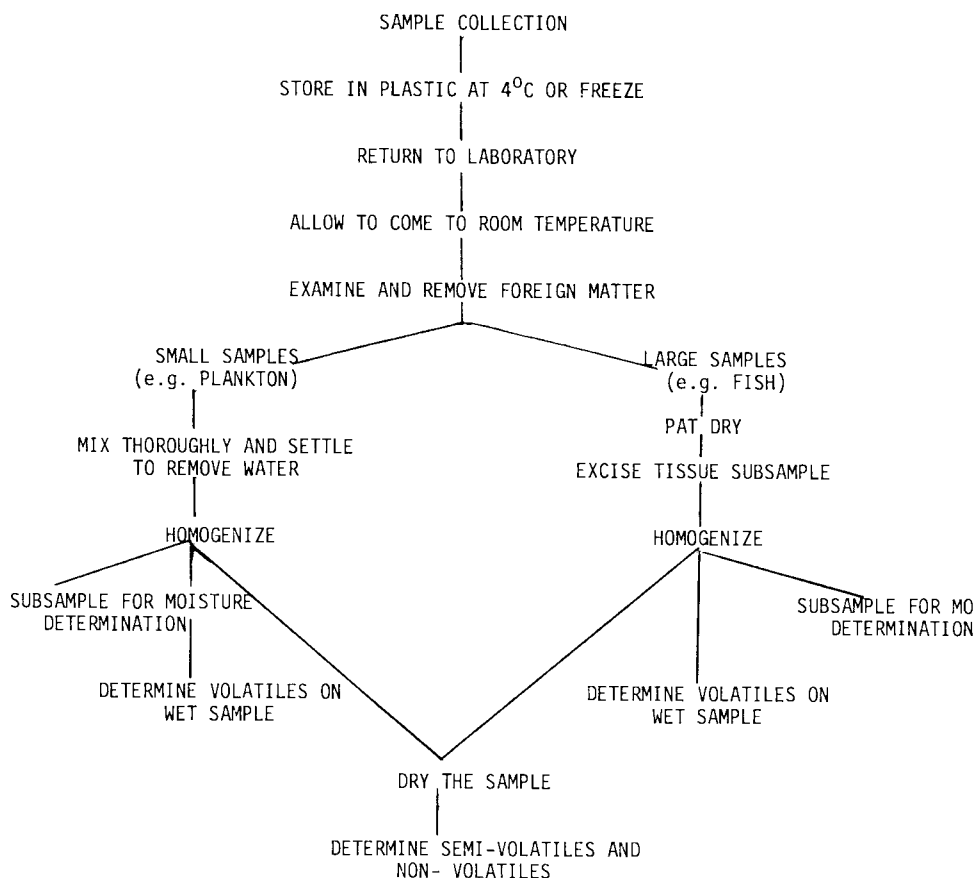 SAMPLE COLLECTION
STORE IN PLASTIC AT 4°C OR FREEZE
RETURN TO LABORATORY
ALLOW TO COME TO ROOM TEMPERATURE
EXAMINE AND REMOVE FOREIGN MATTER
SMALL SAMPLES
(e.g. PLANKTON)
MIX THOROUGHLY AND SETTLE
TO REMOVE WATER
HOMOGENIZE
SUBSAMPLE FOR MOISTURE
DETERMINATION
DETERMINE VOLATILES ON
WET SAMPLE
LARGE SAMPLES
(e.g. FISH)
PAT DRY
EXCISE TISSUE SUBSAMPLE
HOMOGENIZE
DETERMINE VOLATILES ON
WET SAMPLE
SUBSAMPLE FOR MO
DETERMINATION
DRY THE SAMPLE
DETERMINE SEMI-VOLATILES AND
NON- VOLATILES